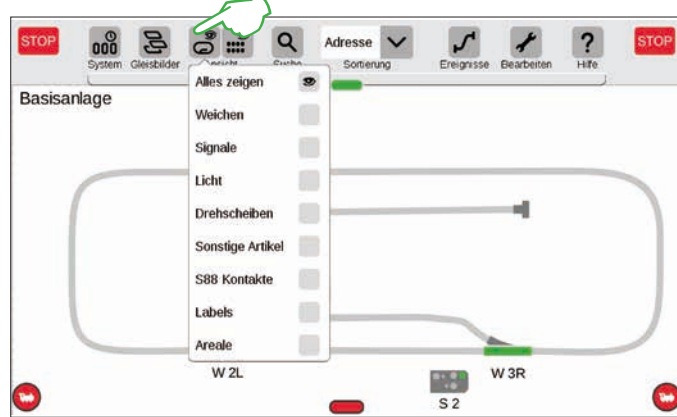 STOP
Adresse
STOP
System Gleisbilder Ansicht Suche Sortierung Ereignisse Bearbeiten Hilfe
Basisanlage
Alles zeigen
Weichen
Signale
Licht
Drehscheiben
Sonstige Artikel
S88 Kontakte
Labels
Areale
W 2L
W 3R
S 2